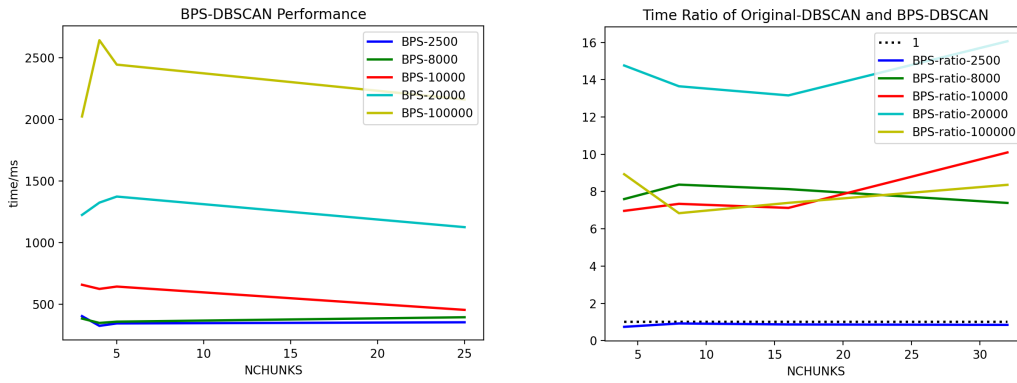 BPS-DBSCAN Performance
time/ms
2500
2000
1500
1000
500
5
10
15
20
25
NCHUNKS
BPS-2500
BPS-8000
BPS-10000
BPS-20000
BPS-100000
Time Ratio of Original-DBSCAN and BPS-DBSCAN
16
14
12
10
8
6
4
2
0
5
10
15
20
25
30
NCHUNKS
1
BPS-ratio-2500
BPS-ratio-8000
BPS-ratio-10000
BPS-ratio-20000
BPS-ratio-100000